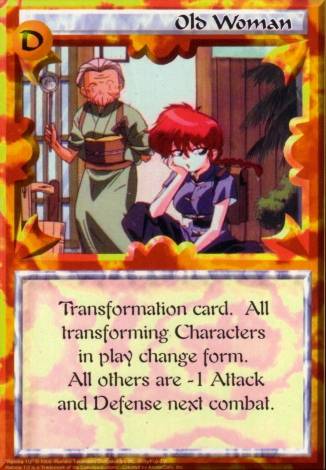 Old Woman
D
Transformation card. All
transforming Characters
in play change form.
All others are -1 Attack
and Defense next combat.